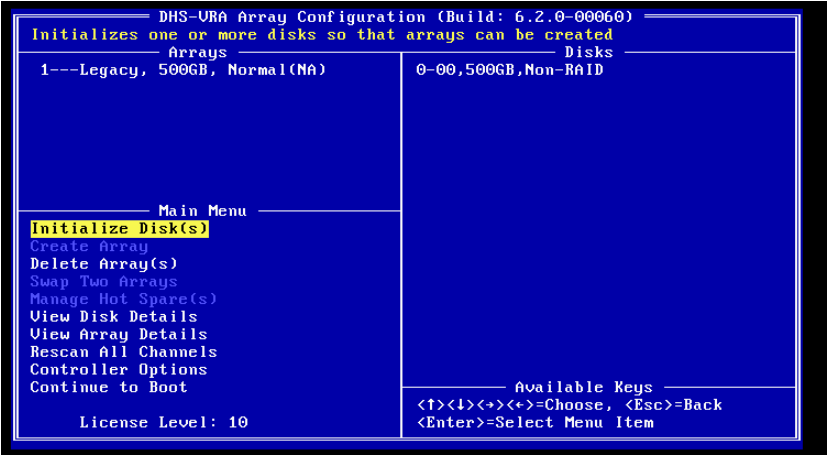 DHS-VRA Array Configuration (Build: 6.2.0-00060)
Initializes one or more disks so that arrays can be created
Arrays
1---Legacy, 500GB, Normal(NA)
Disks
0-00,500GB,Non-RAID
Main Menu
Initialize Disk(s)
Create Array
Delete Array(s)
Swap Two Arrays
Manage Hot Spare(s)
View Disk Details
View Array Details
Rescan All Channels
Controller Options
Continue to Boot
License Level: 10
Available Keys
<↑><↓><→><←>=Choose, <Esc>=Back
<Enter>=Select Menu Item